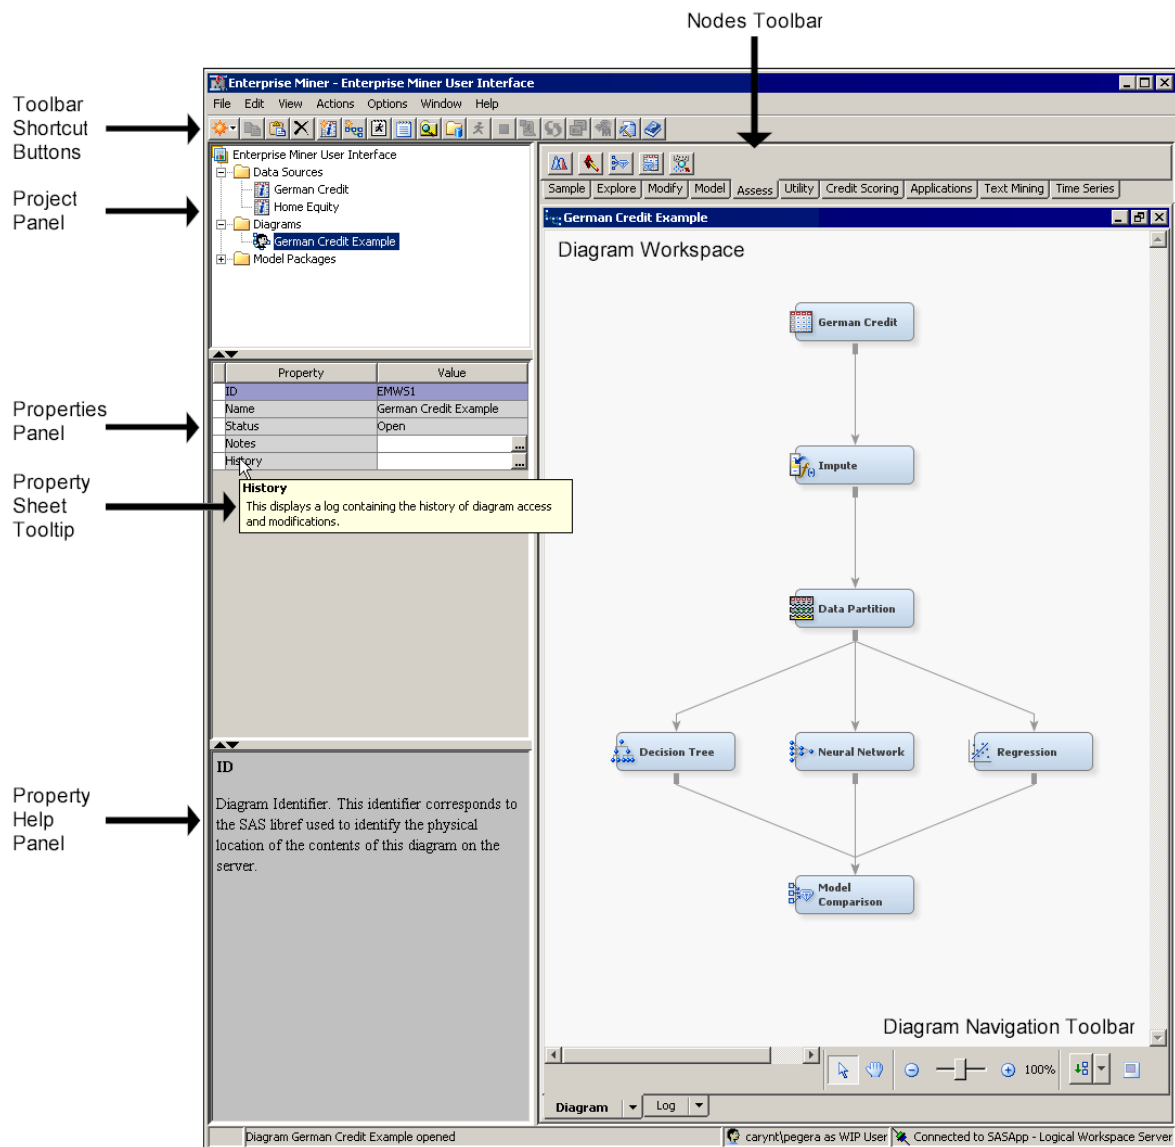 Nodes Toolbar
Enterprise Miner - Enterprise Miner User Interface
File Edit View Actions Options Window Help
Toolbar
Shortcut
Buttons
Project
Panel
Enterprise Miner User Interface
Data Sources
German Credit
Home Equity
Diagrams
German Credit Example
Model Packages
Sample Explore Modify Model Assess Utility Credit Scoring Applications Text Mining Time Series
German Credit Example
Diagram Workspace
German Credit
Impute
Data Partition
Decision Tree
Neural Network
Regression
Model
Comparison
Properties
Panel
Property Value
ID EMWS1
Name German Credit Example
Status Open
Notes ...
History ...
Property
Sheet
Tooltip
History
This displays a log containing the history of diagram access
and modifications.
Property
Help
Panel
ID
Diagram Identifier. This identifier corresponds to
the SAS libref used to identify the physical
location of the contents of this diagram on the
server.
Diagram Navigation Toolbar
100%
Diagram Log
Diagram German Credit Example opened
carynt\pegera as WIP User
Connected to SASApp - Logical Workspace Server